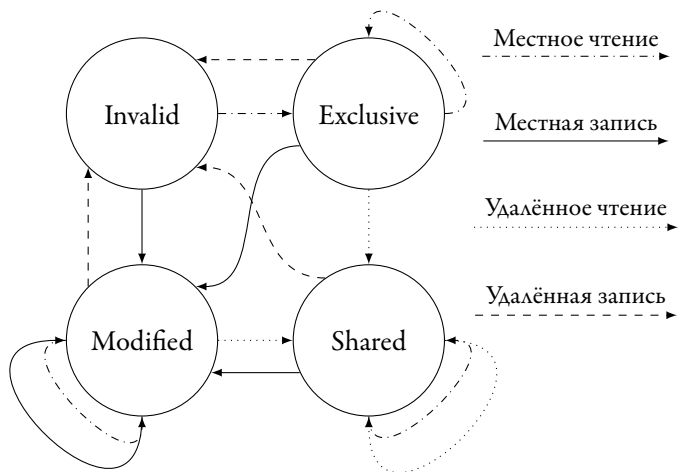 Местное чтение
Invalid
Exclusive
Местная запись
Удалённое чтение
Удалённая запись
Modified
Shared